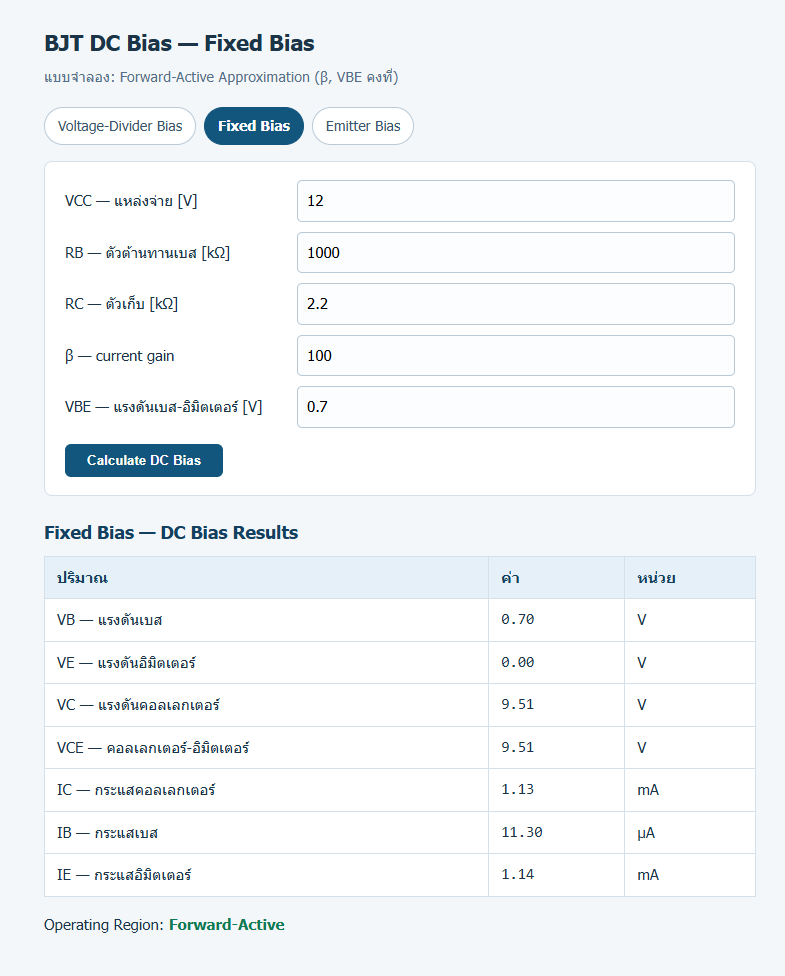 BJT DC Bias — Fixed Bias
แบบจำลอง: Forward-Active Approximation (β, VBE คงที่)
Voltage-Divider Bias Fixed Bias Emitter Bias
VCC — แหล่งจ่าย [V] 12
RB — ตัวต้านทานเบส [kΩ] 1000
RC — ตัวเก็บ [kΩ] 2.2
β — current gain 100
VBE — แรงดันเบส-อิมิตเตอร์ [V] 0.7
Calculate DC Bias
Fixed Bias — DC Bias Results
ปริมาณ ค่า หน่วย
VB — แรงดันเบส 0.70 V
VE — แรงดันอิมิตเตอร์ 0.00 V
VC — แรงดันคอลเลกเตอร์ 9.51 V
VCE — คอลเลกเตอร์-อิมิตเตอร์ 9.51 V
IC — กระแสคอลเลกเตอร์ 1.13 mA
IB — กระแสเบส 11.30 μA
IE — กระแสอิมิตเตอร์ 1.14 mA
Operating Region: Forward-Active